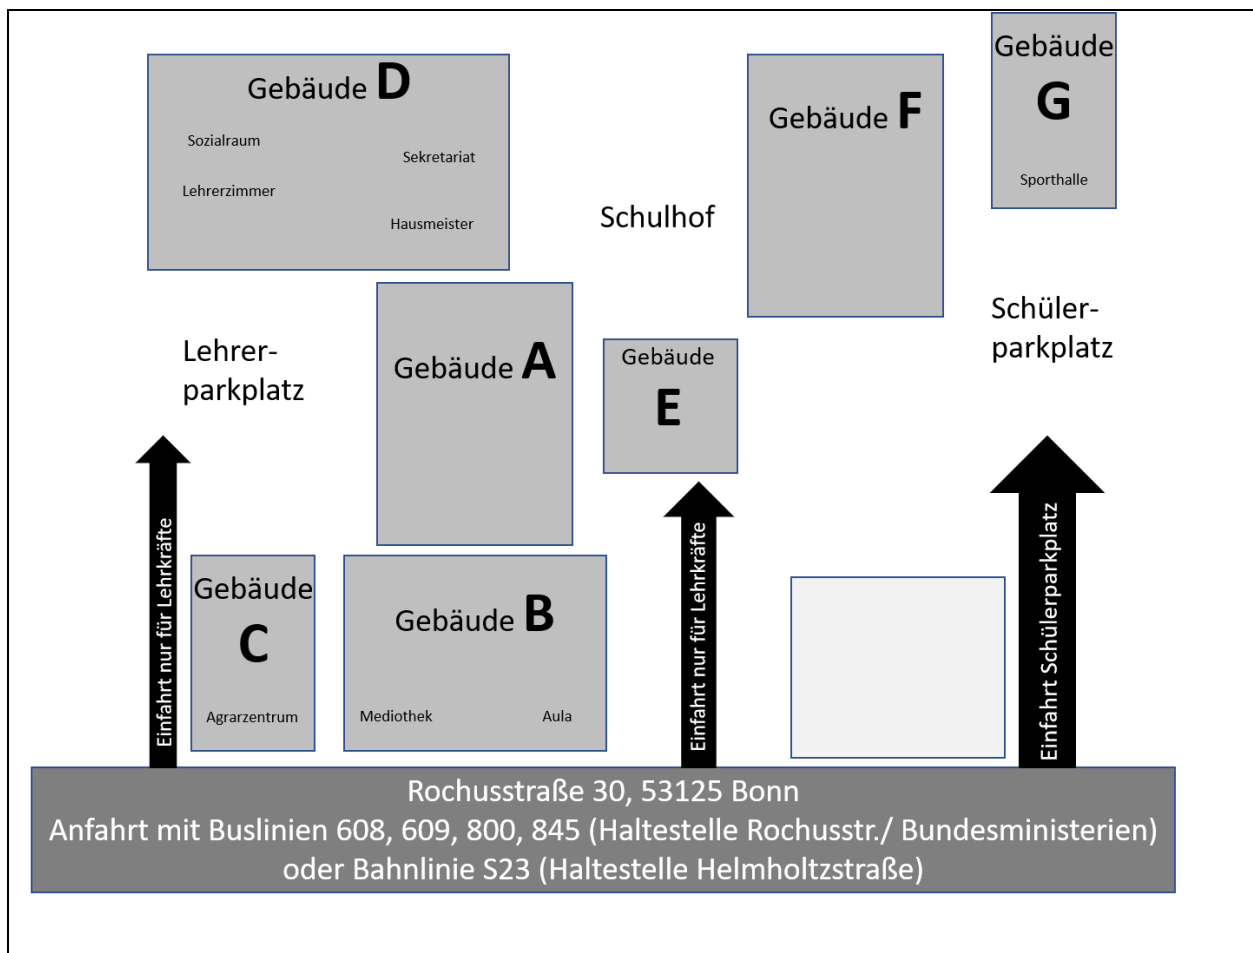 Gebäude D
Sozialraum
Sekretariat
Lehrerzimmer
Hausmeister
Schulhof
Gebäude F
Gebäude
G
Sporthalle
Lehrer-
parkplatz
Gebäude A
Gebäude
E
Schüler-
parkplatz
Einfahrt nur für Lehrkräfte
Gebäude
C
Agrarzentrum
Gebäude B
Mediothek
Aula
Einfahrt nur für Lehrkräfte
Einfahrt Schülerparkplatz
Rochusstraße 30, 53125 Bonn
Anfahrt mit Buslinien 608, 609, 800, 845 (Haltestelle Rochusstr./ Bundesministerien)
oder Bahnlinie S23 (Haltestelle Helmholtzstraße)